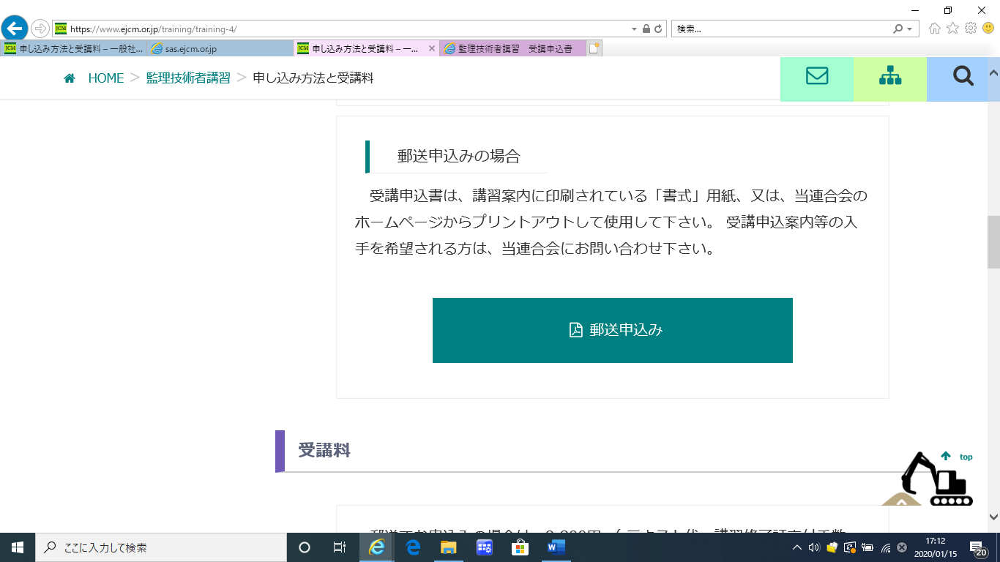 https://www.ejcm.or.jp/training/training-4/
検索...
申し込み方法と受講料 – 一般社...
sas.ejcm.or.jp
申し込み方法と受講料 – 一...
監理技術者講習 受講申込書
HOME > 監理技術者講習 > 申し込み方法と受講料
郵送申込みの場合
受講申込書は、講習案内に印刷されている「書式」用紙、又は、当連合会の
ホームページからプリントアウトして使用して下さい。 受講申込案内等の入
手を希望される方は、当連合会にお問い合わせ下さい。
郵送申込み
受講料
top
ここに入力して検索
17:12
2020/01/15
20